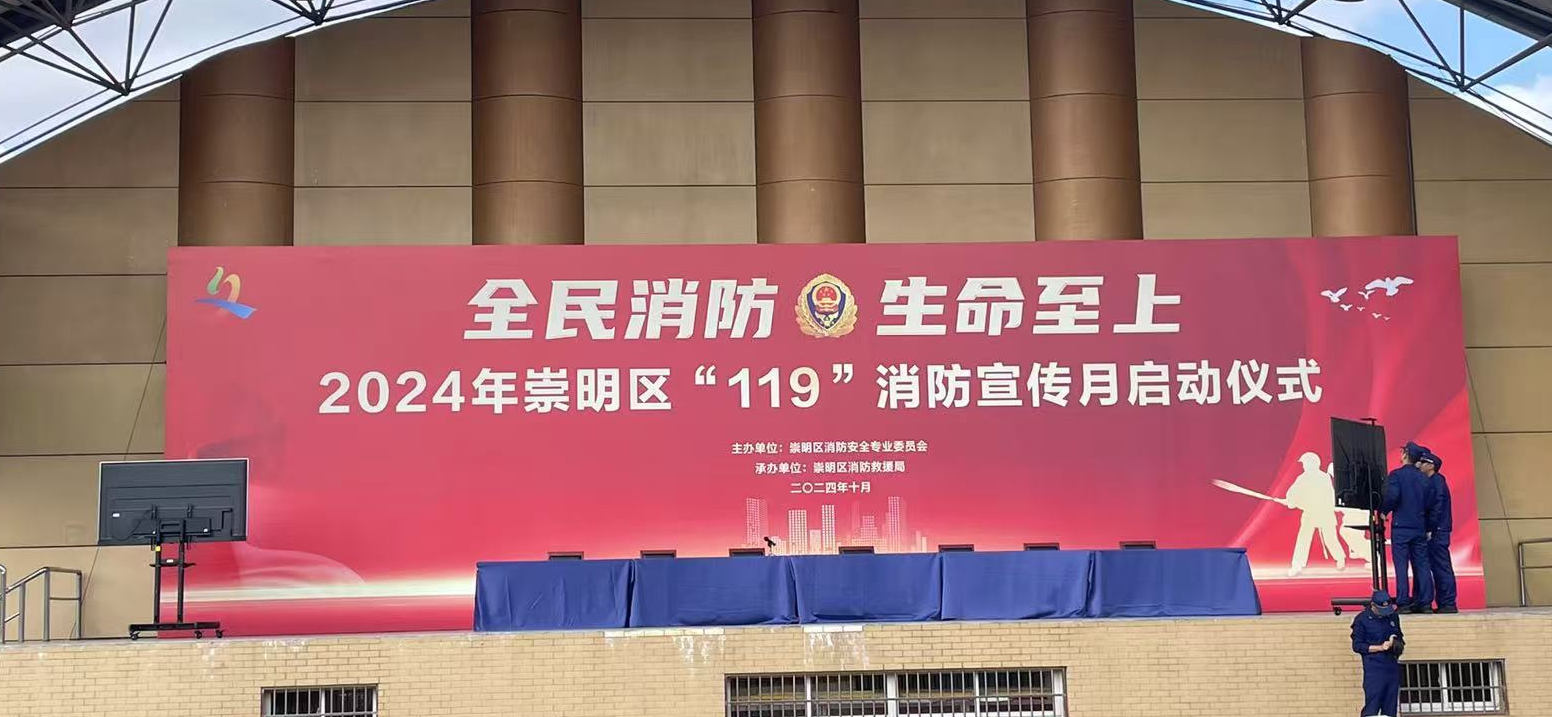 全民消防 生命至上
2024年崇明区“119”消防宣传月启动仪式
主办单位：崇明区消防安全专业委员会
承办单位：崇明区消防救援局
二〇二四年十月